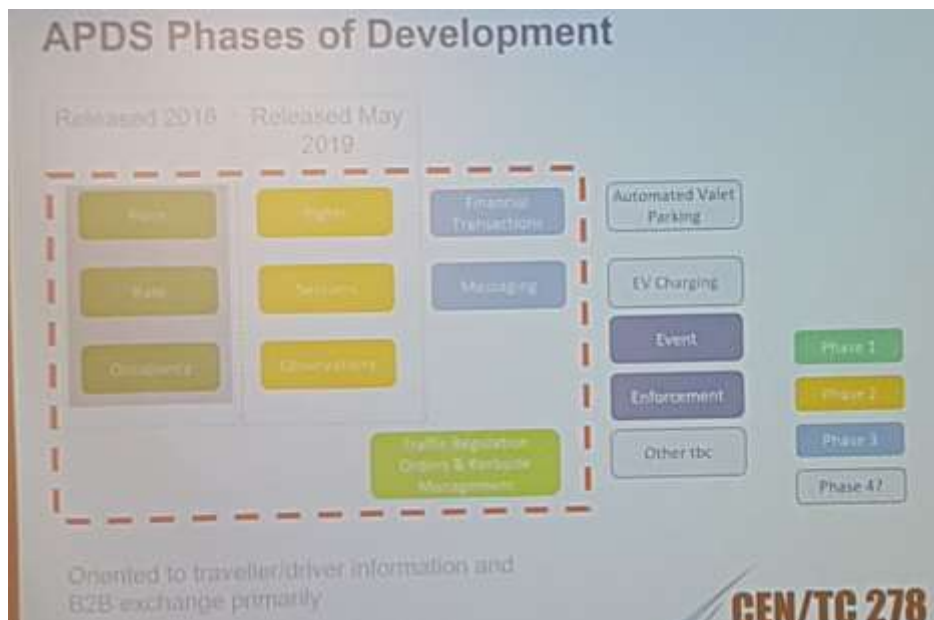 APDS Phases of Development
Released 2018
Released May
2019
Place
Rights
Financial
Transactions
Automated Valet
Parking
Rate
Sessions
Messaging
EV Charging
Occupancy
Observations
Event
Enforcement
Other tbc
Traffic Regulation
Orders & Kerbside
Management
Phase 1
Phase 2
Phase 3
Phase 4?
Oriented to traveller/driver information and
B2B exchange primarily
CEN/TC 278